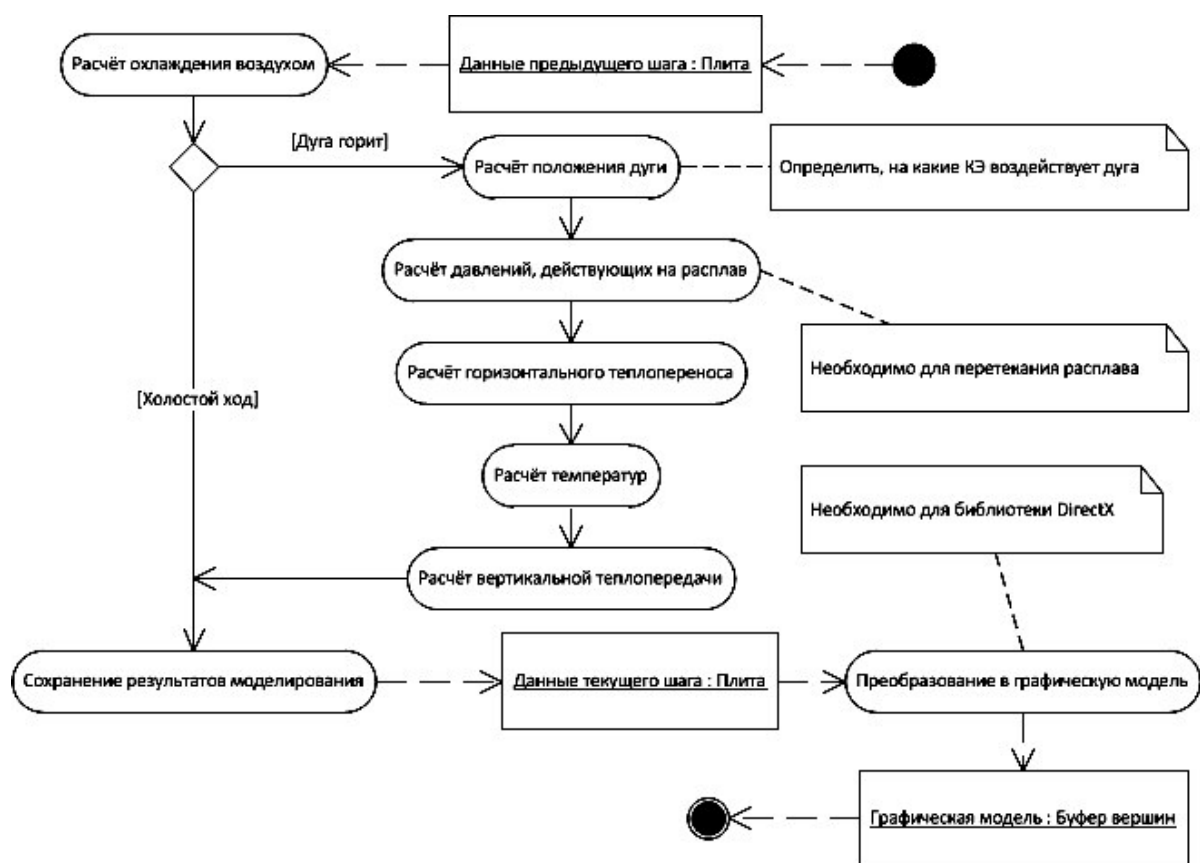 Расчёт охлаждения воздухом
Данные предыдущего шага : Плита
[Дуга горит]
Расчёт положения дуги
Определить, на какие КЭ воздействует дуга
Расчёт давлений, действующих на расплав
Необходимо для перетекания расплава
Расчёт горизонтального теплопереноса
[Холостой ход]
Расчёт температур
Необходимо для библиотеки DirectX
Расчёт вертикальной теплопередачи
Сохранение результатов моделирования
Данные текущего шага : Плита
Преобразование в графическую модель
Графическая модель : Буфер вершин